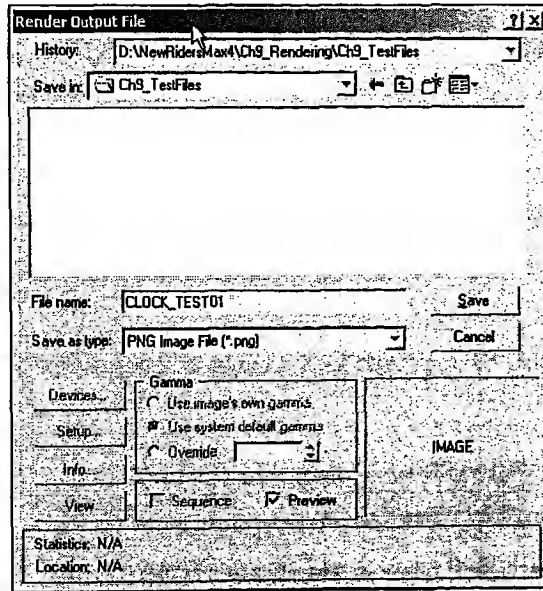 Render Output File
History: D:\NewRidersMax4\Ch9_Rendering\Ch9_TestFiles
Save in: Ch9_TestFiles
File name: CLOCK_TEST01 Save
Save as type: PNG Image File (*.png) Cancel
Devices...
Setup...
Info...
View
Gamma
Use image's own gamma
Use system default gamma
Override
Sequence Preview
IMAGE
Statistics: N/A
Location: N/A